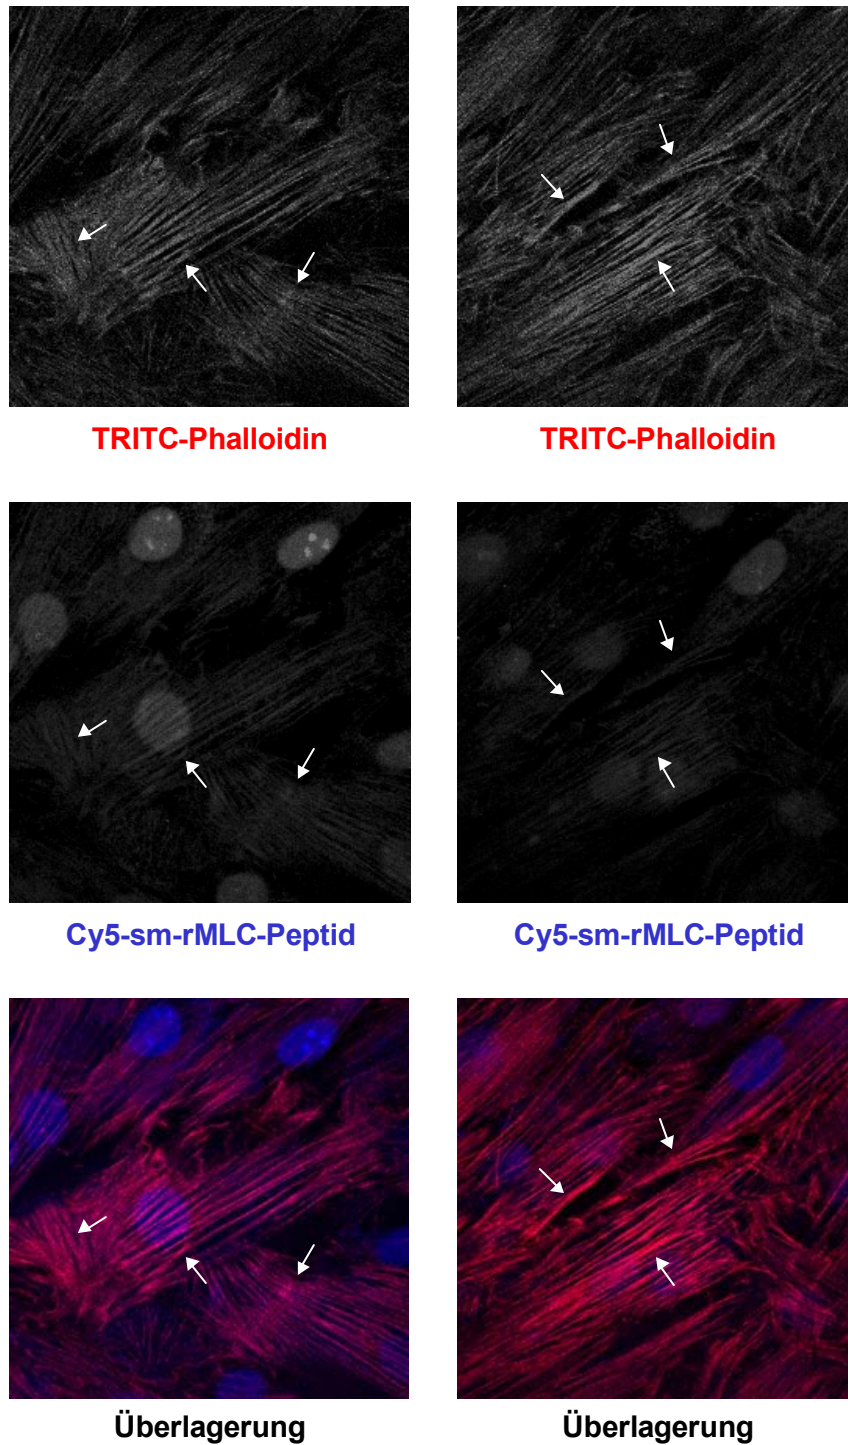 TRITC-Phalloidin TRITC-Phalloidin
Cy5-sm-rMLC-Peptid Cy5-sm-rMLC-Peptid
Überlagerung Überlagerung